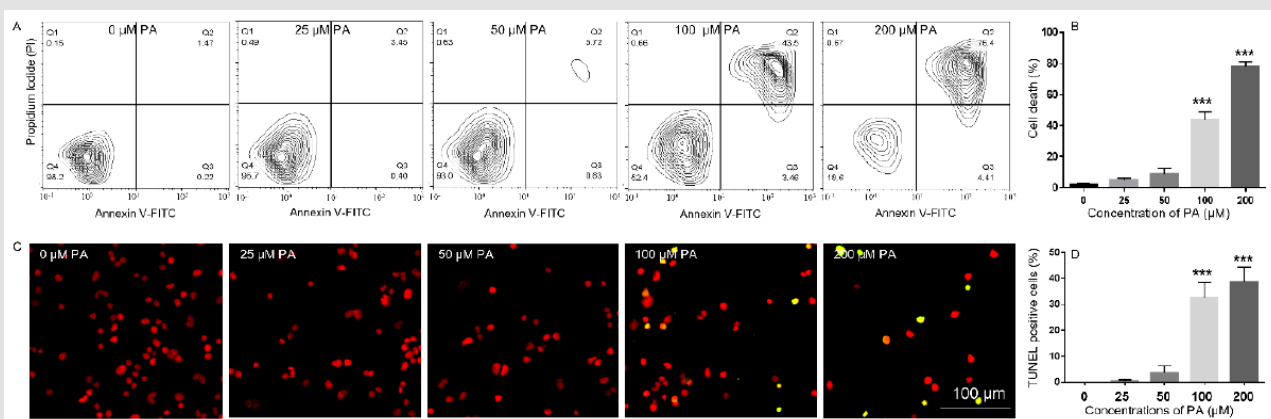 A
0 µM PA
25 µM PA
50 µM PA
100 µM PA
200 µM PA
B
Propidium Iodide (PI)
Q1
0.15
Q2
1.47
Q4
98.2
Q3
0.22
Q1
0.49
Q2
3.45
Q4
95.7
Q3
0.40
Q1
0.63
Q2
5.72
Q4
93.0
Q3
0.63
Q1
0.66
Q2
43.5
Q4
52.4
Q3
3.46
Q1
0.57
Q2
76.4
Q4
18.6
Q3
4.41
Annexin V-FITC
Annexin V-FITC
Annexin V-FITC
Annexin V-FITC
Annexin V-FITC
Cell death (%)
100
80
60
40
20
0
***
***
0 25 50 100 200
Concentration of PA (µM)
C
0 µM PA
25 µM PA
50 µM PA
100 µM PA
200 µM PA
100 µm
D
TUNEL positive cells (%)
50
40
30
20
10
0
***
***
0 25 50 100 200
Concentrations of PA (µM)